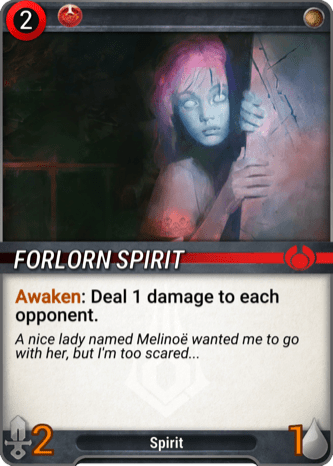 2
FORLORN SPIRIT
Awaken: Deal 1 damage to each
opponent.
A nice lady named Melinoë wanted me to go
with her, but I'm too scared...
2
Spirit
1